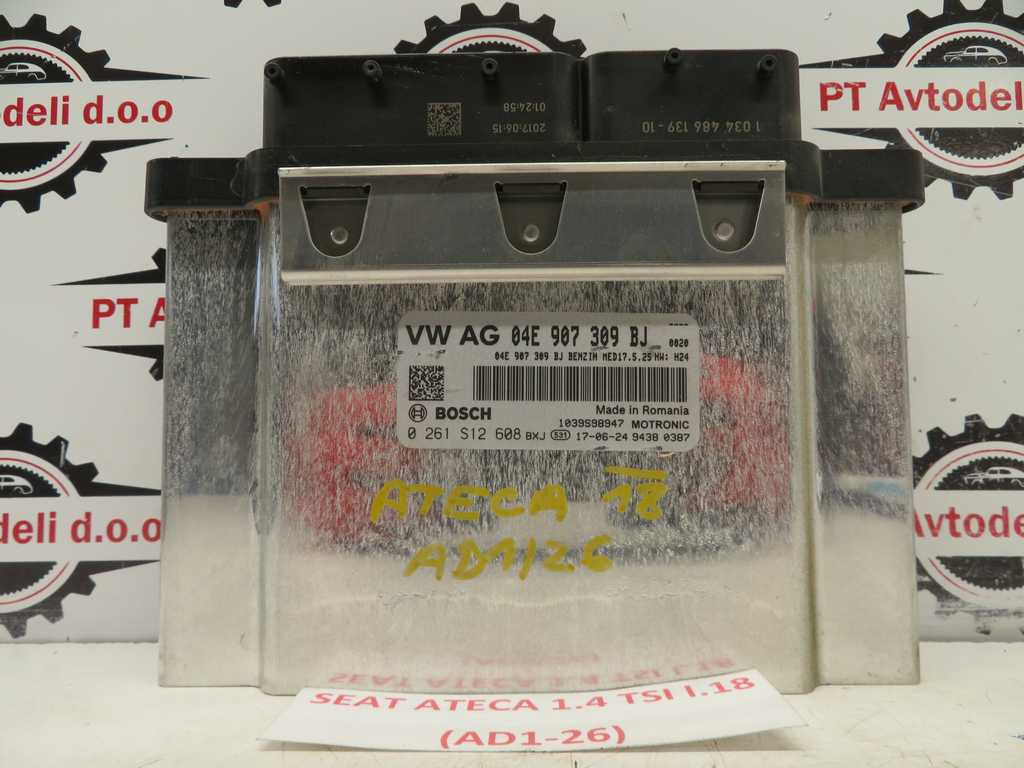 PT Avtodeli d.o.o
deli d.o.o
PT Avtodeli
01:24:58
2017:06:15
1 034 486 139-10
PT A
VW AG 04E 907 309 BJ
0020
04E 907 309 BJ BENZIN MED17.5.25 HW: H24
BOSCH
Made in Romania
1039S98947 MOTRONIC
0 261 S12 608 BXJ 531 17-06-24 9438 0387
ATECA 18
AD1/26
deli d.o.o
Avtodeli
SEAT ATECA 1.4 TSI l.18
(AD1-26)